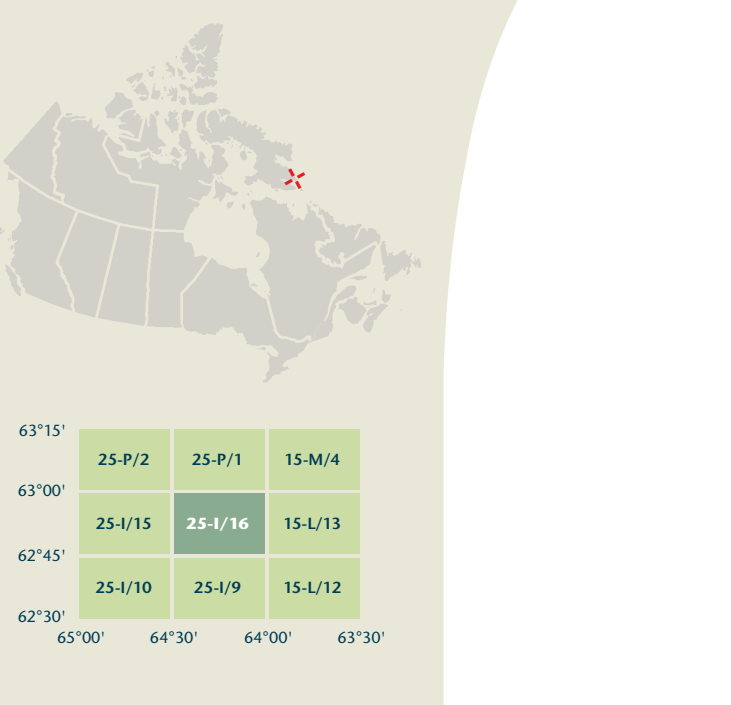 63°15'
25-P/2 25-P/1 15-M/4
63°00'
25-I/15 25-I/16 15-L/13
62°45'
25-I/10 25-I/9 15-L/12
62°30'
65°00' 64°30' 64°00' 63°30'